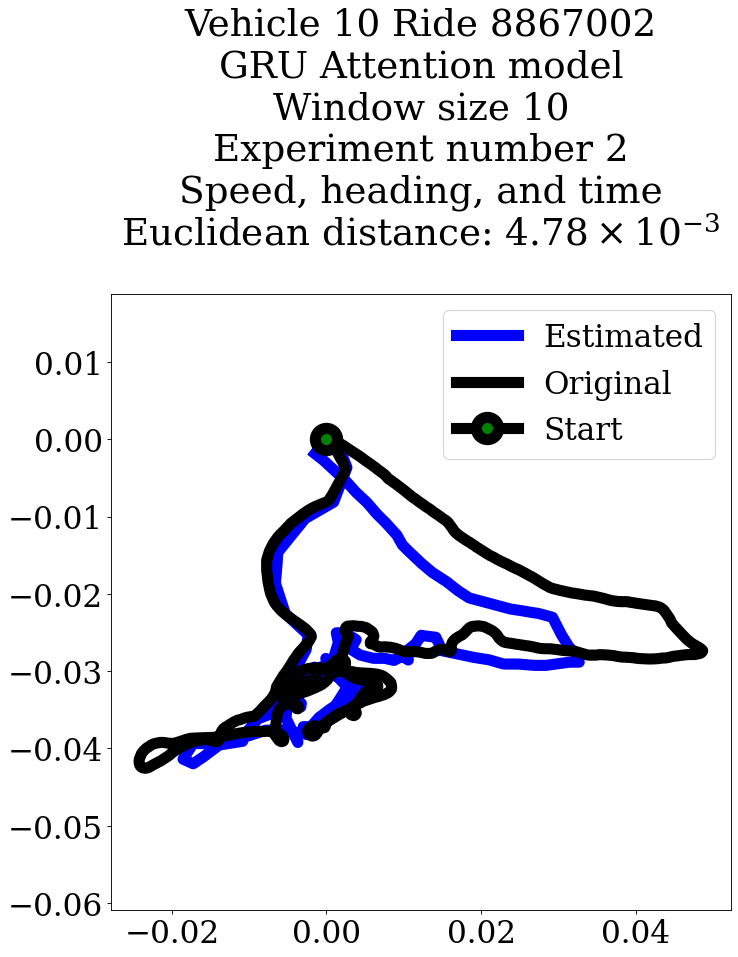 Vehicle 10 Ride 8867002
GRU Attention model
Window size 10
Experiment number 2
Speed, heading, and time
Euclidean distance: 4.78 × 10⁻³
Estimated
Original
Start
0.01
0.00
−0.01
−0.02
−0.03
−0.04
−0.05
−0.06
−0.02 0.00 0.02 0.04